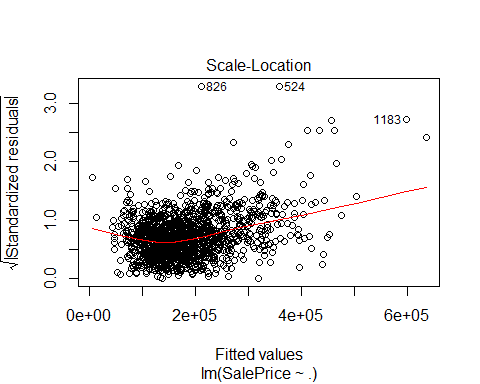 Scale-Location
√|Standardized residuals|
0.0 1.0 2.0 3.0
826
524
1183
0e+00 2e+05 4e+05 6e+05
Fitted values
lm(SalePrice ~ .)